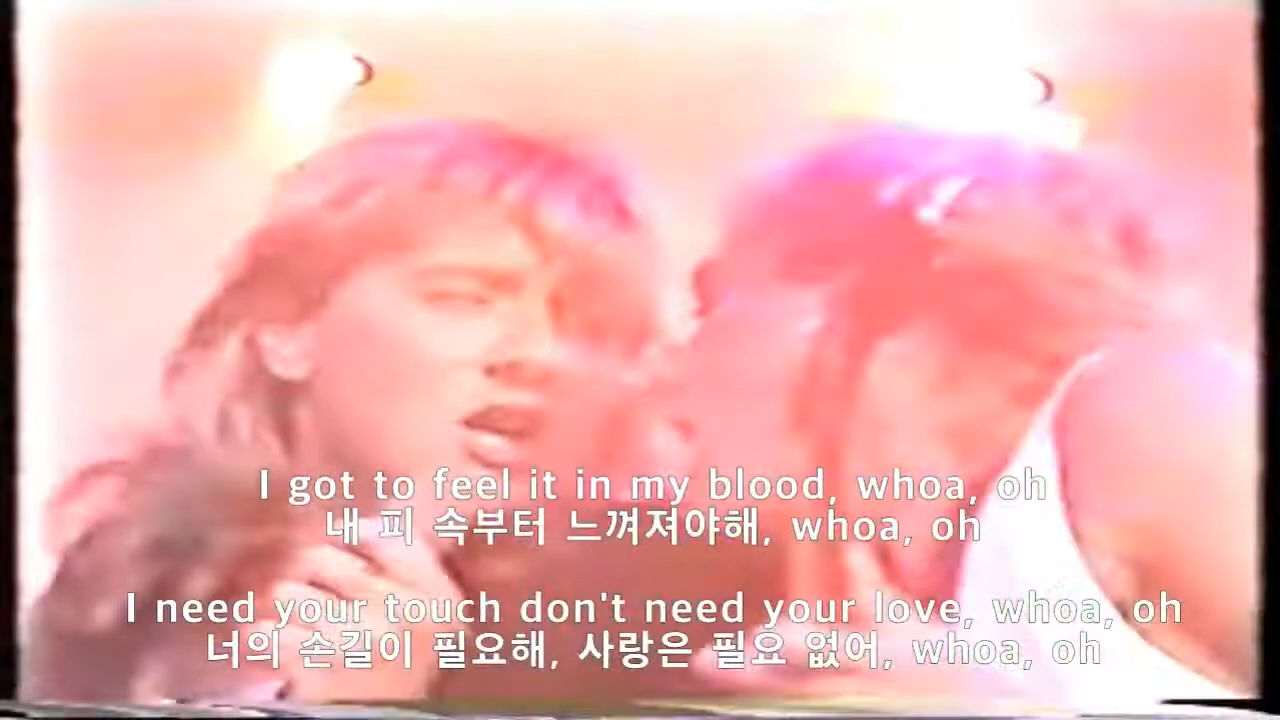 I got to feel it in my blood, whoa, oh
내 피 속부터 느껴져야해, whoa, oh
I need your touch don't need your love, whoa, oh
너의 손길이 필요해, 사랑은 필요 없어, whoa, oh